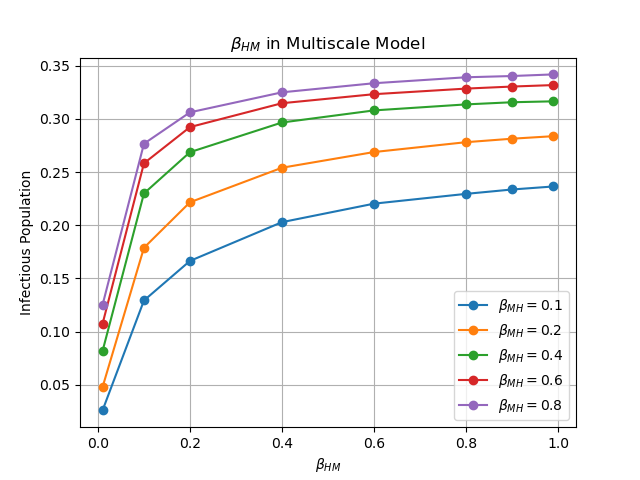 β_HM in Multiscale Model
Infectious Population
0.35
0.30
0.25
0.20
0.15
0.10
0.05
0.0 0.2 0.4 0.6 0.8 1.0
β_HM
β_MH = 0.1
β_MH = 0.2
β_MH = 0.4
β_MH = 0.6
β_MH = 0.8